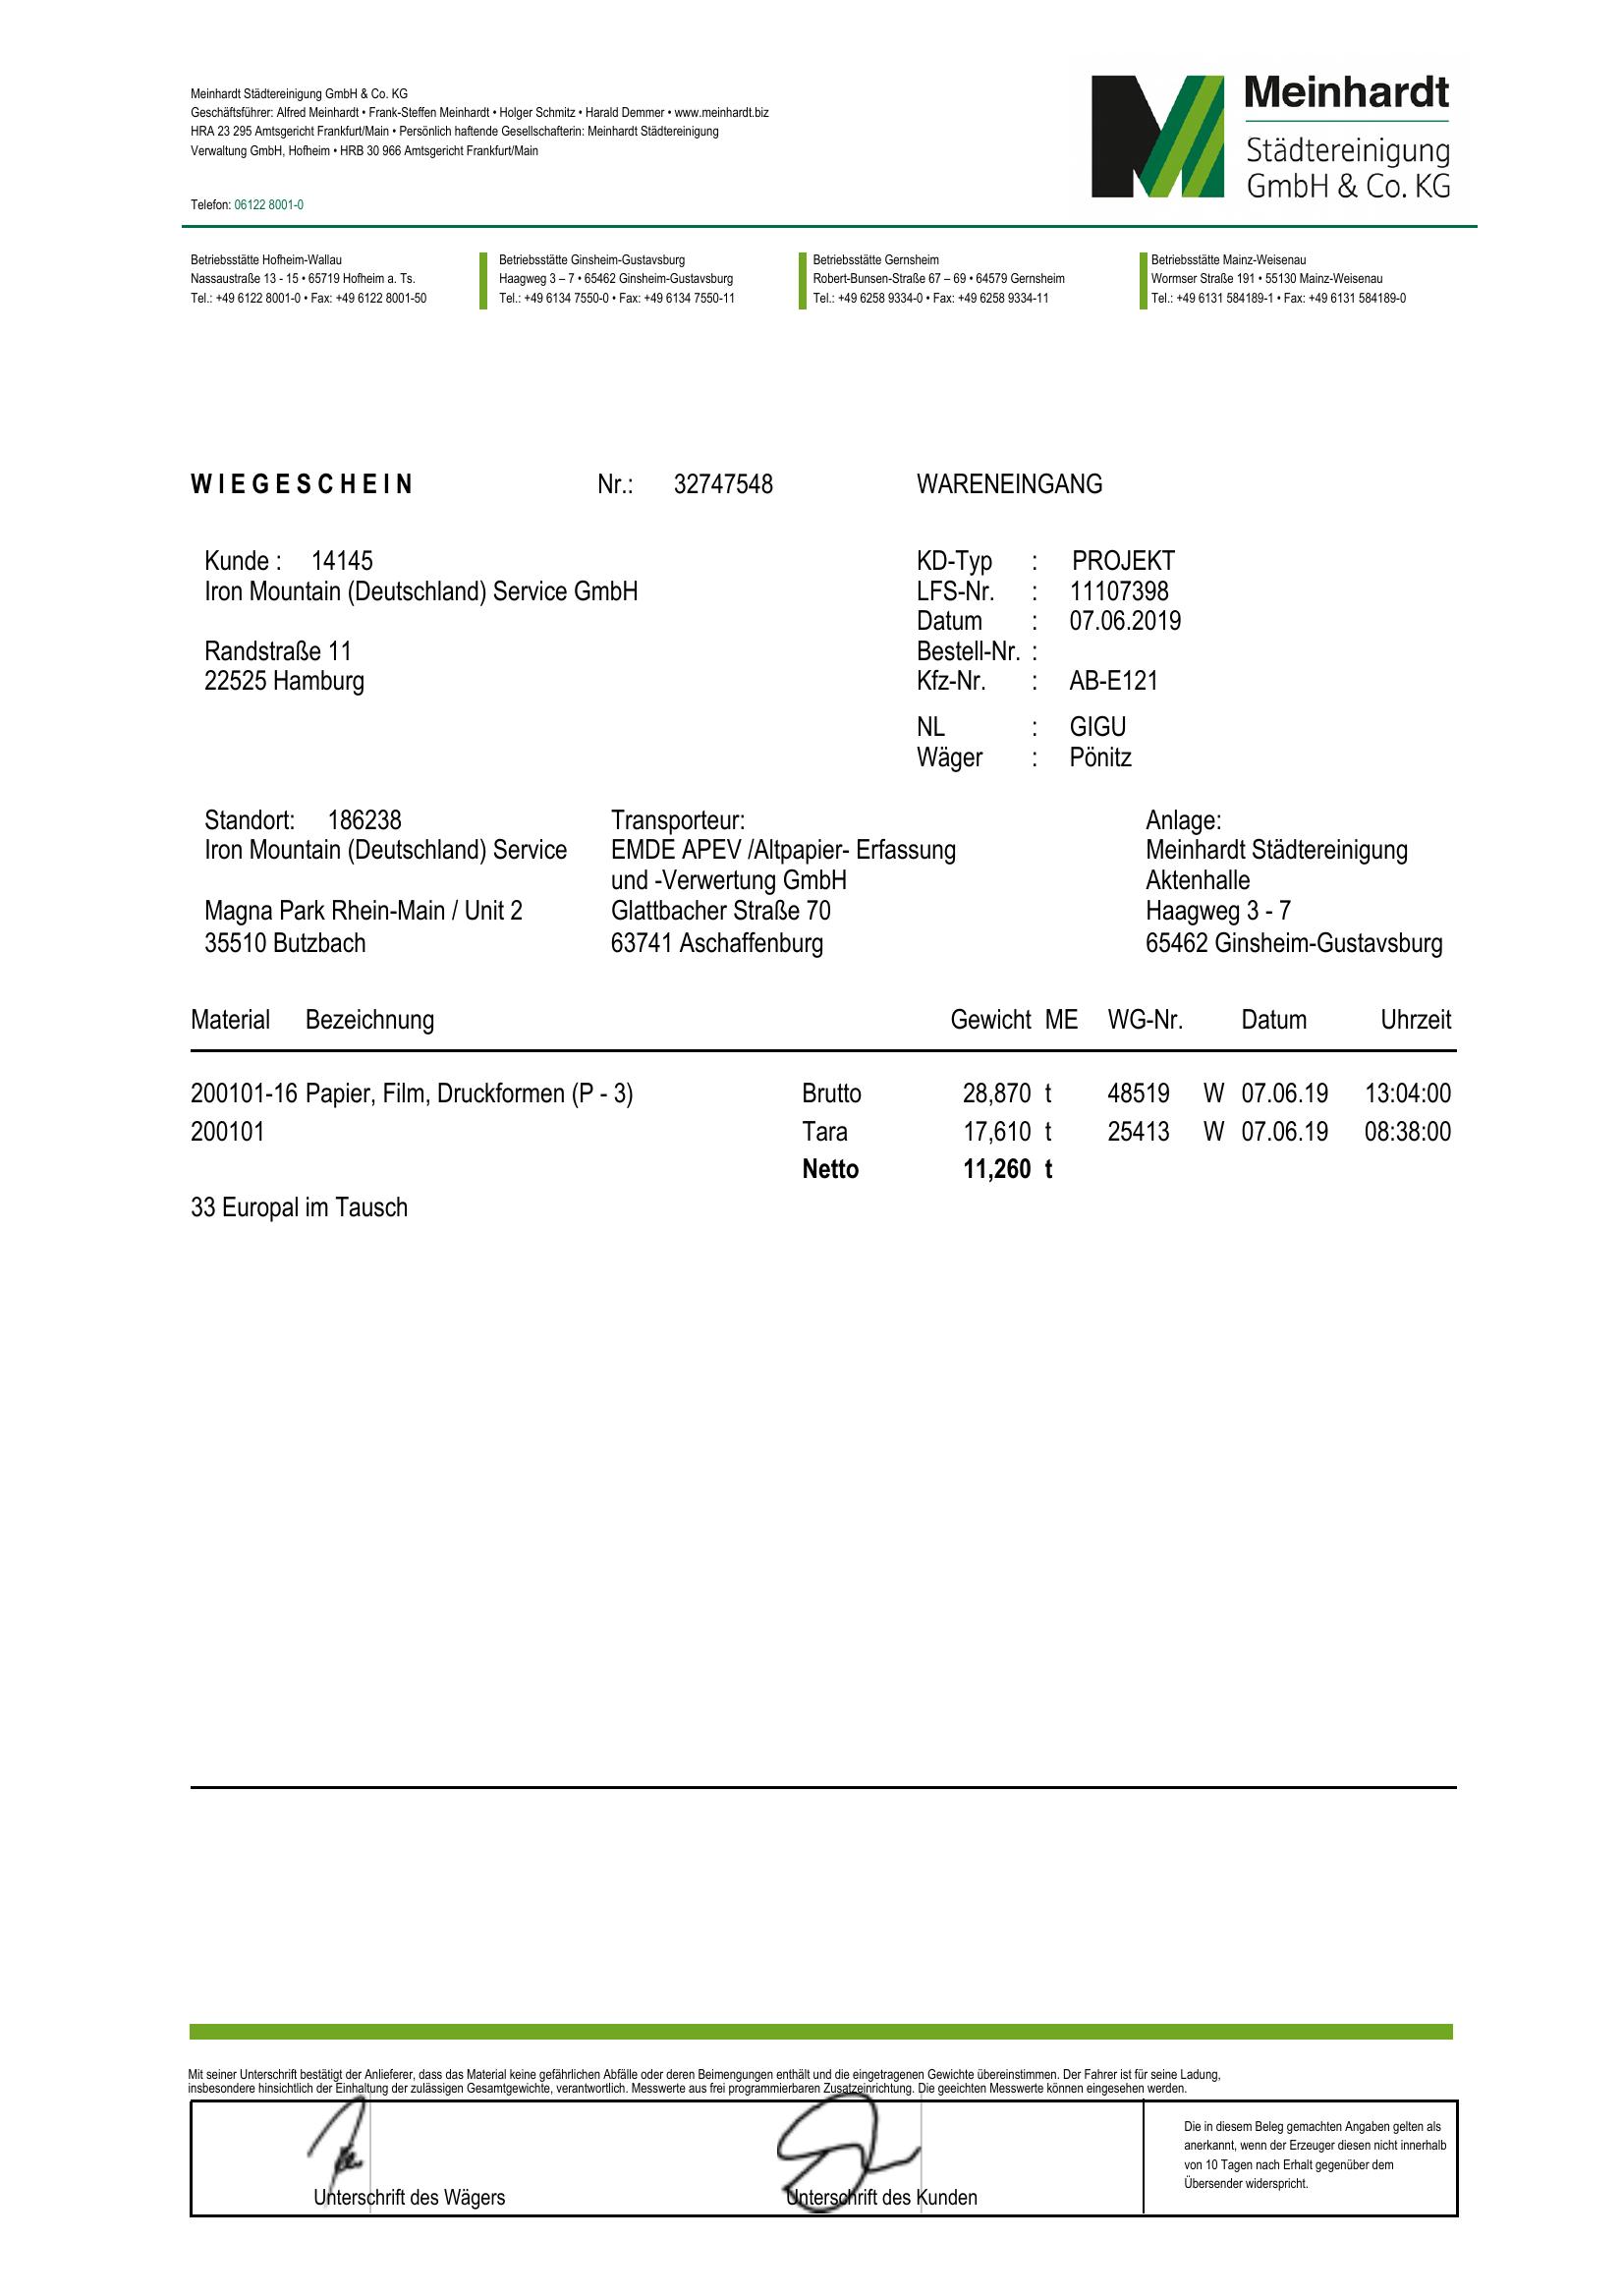 Meinhardt Städtereinigung GmbH & Co. KG
Geschäftsführer: Alfred Meinhardt • Frank-Steffen Meinhardt • Holger Schmitz • Harald Demmer • www.meinhardt.biz
HRA 23 295 Amtsgericht Frankfurt/Main • Persönlich haftende Gesellschafterin: Meinhardt Städtereinigung
Verwaltung GmbH, Hofheim • HRB 30 966 Amtsgericht Frankfurt/Main
Telefon: 06122 8001-0
Meinhardt
Städtereinigung
GmbH & Co. KG
Betriebsstätte Hofheim-Wallau
Nassaustraße 13 - 15 • 65719 Hofheim a. Ts.
Tel.: +49 6122 8001-0 • Fax: +49 6122 8001-50
Betriebsstätte Ginsheim-Gustavsburg
Haagweg 3 – 7 • 65462 Ginsheim-Gustavsburg
Tel.: +49 6134 7550-0 • Fax: +49 6134 7550-11
Betriebsstätte Gernsheim
Robert-Bunsen-Straße 67 – 69 • 64579 Gernsheim
Tel.: +49 6258 9334-0 • Fax: +49 6258 9334-11
Betriebsstätte Mainz-Weisenau
Wormser Straße 191 • 55130 Mainz-Weisenau
Tel.: +49 6131 584189-1 • Fax: +49 6131 584189-0
WIEGESCHEIN Nr.: 32747548 WARENEINGANG
Kunde : 14145
Iron Mountain (Deutschland) Service GmbH
Randstraße 11
22525 Hamburg
KD-Typ : PROJEKT
LFS-Nr. : 11107398
Datum : 07.06.2019
Bestell-Nr. :
Kfz-Nr. : AB-E121
NL : GIGU
Wäger : Pönitz
Standort: 186238
Iron Mountain (Deutschland) Service
Magna Park Rhein-Main / Unit 2
35510 Butzbach
Transporteur:
EMDE APEV /Altpapier- Erfassung
und -Verwertung GmbH
Glattbacher Straße 70
63741 Aschaffenburg
Anlage:
Meinhardt Städtereinigung
Aktenhalle
Haagweg 3 - 7
65462 Ginsheim-Gustavsburg
Material Bezeichnung Gewicht ME WG-Nr. Datum Uhrzeit
200101-16 Papier, Film, Druckformen (P - 3) Brutto 28,870 t 48519 W 07.06.19 13:04:00
200101 Tara 17,610 t 25413 W 07.06.19 08:38:00
Netto 11,260 t
33 Europal im Tausch
Mit seiner Unterschrift bestätigt der Anlieferer, dass das Material keine gefährlichen Abfälle oder deren Beimengungen enthält und die eingetragenen Gewichte übereinstimmen. Der Fahrer ist für seine Ladung,
insbesondere hinsichtlich der Einhaltung der zulässigen Gesamtgewichte, verantwortlich. Messwerte aus frei programmierbaren Zusatzeinrichtung. Die geeichten Messwerte können eingesehen werden.
Unterschrift des Wägers
Unterschrift des Kunden
Die in diesem Beleg gemachten Angaben gelten als
anerkannt, wenn der Erzeuger diesen nicht innerhalb
von 10 Tagen nach Erhalt gegenüber dem
Übersender widerspricht.